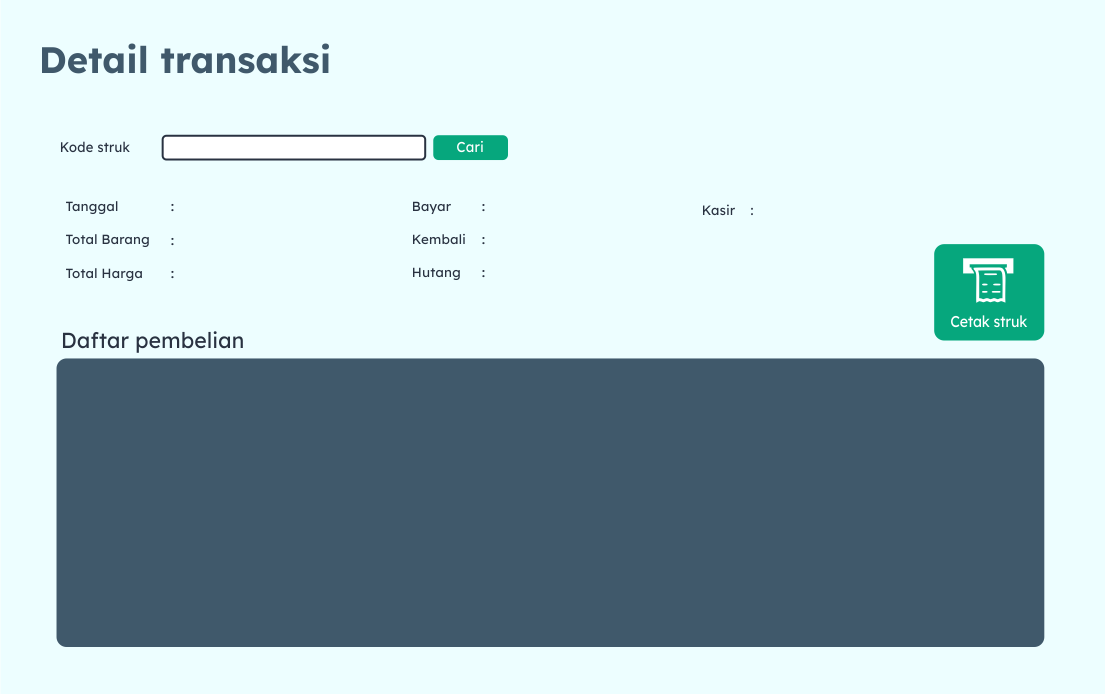 Detail transaksi
Kode struk Cari
Tanggal : Bayar : Kasir :
Total Barang : Kembali :
Total Harga : Hutang :
Cetak struk
Daftar pembelian